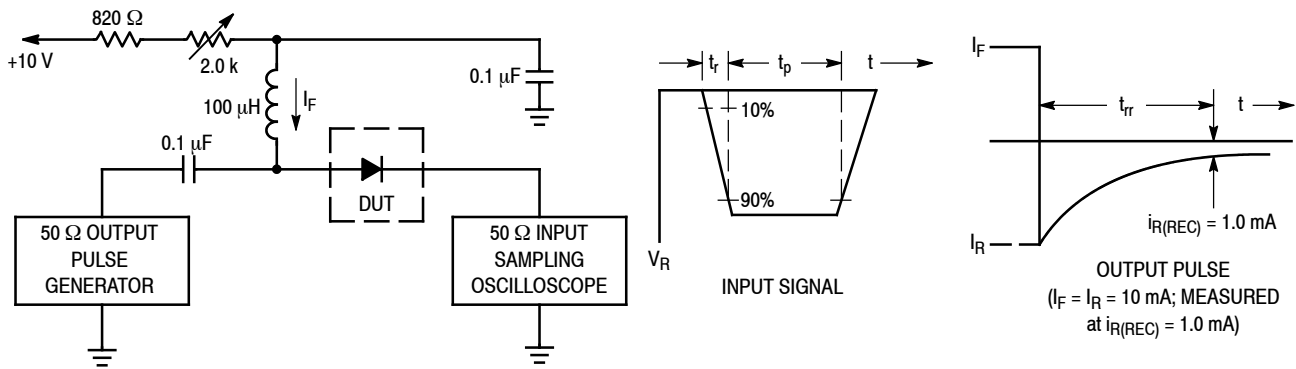 820 Ω
+10 V
2.0 k
0.1 μF
100 μH
I_F
0.1 μF
DUT
50 Ω OUTPUT
PULSE
GENERATOR
50 Ω INPUT
SAMPLING
OSCILLOSCOPE
t_r
t_p
t
10%
90%
V_R
INPUT SIGNAL
I_F
t_rr
t
I_R
i_R(REC) = 1.0 mA
OUTPUT PULSE
(I_F = I_R = 10 mA; MEASURED
at i_R(REC) = 1.0 mA)